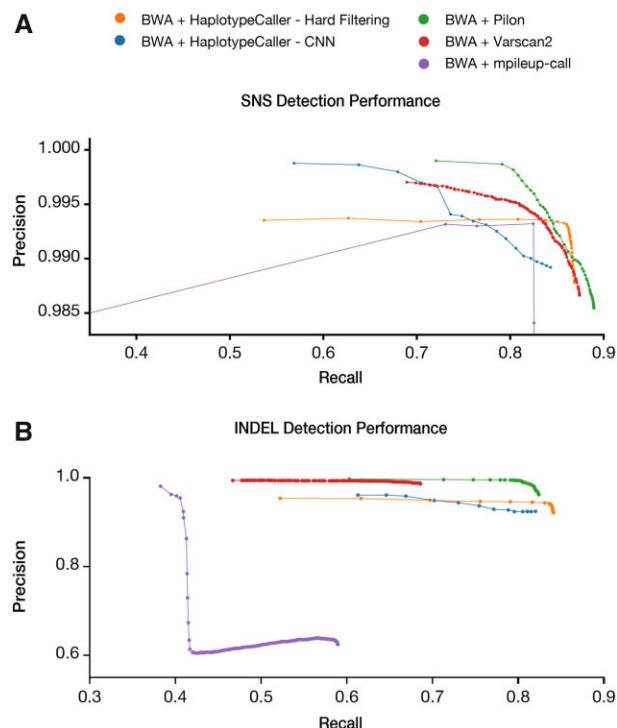 A
BWA + HaplotypeCaller - Hard Filtering
BWA + HaplotypeCaller - CNN
BWA + Pilon
BWA + Varscan2
BWA + mpileup-call
SNS Detection Performance
Precision
1.000
0.995
0.990
0.985
0.4 0.5 0.6 0.7 0.8 0.9
Recall
B
INDEL Detection Performance
Precision
1.0
0.8
0.6
0.3 0.4 0.5 0.6 0.7 0.8 0.9
Recall